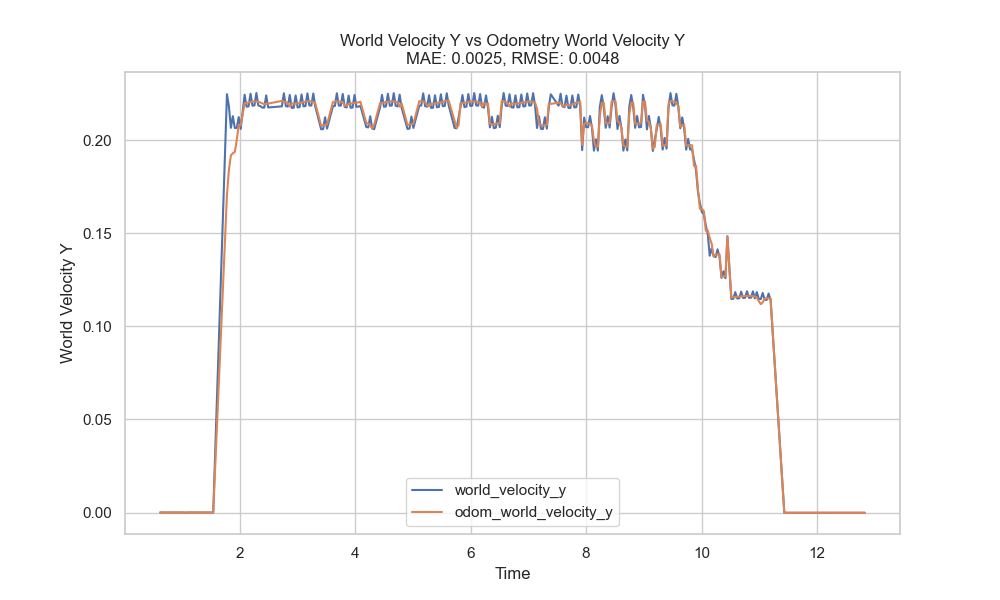 World Velocity Y vs Odometry World Velocity Y
MAE: 0.0025, RMSE: 0.0048
World Velocity Y
0.20
0.15
0.10
0.05
0.00
world_velocity_y
odom_world_velocity_y
2
4
6
8
10
12
Time